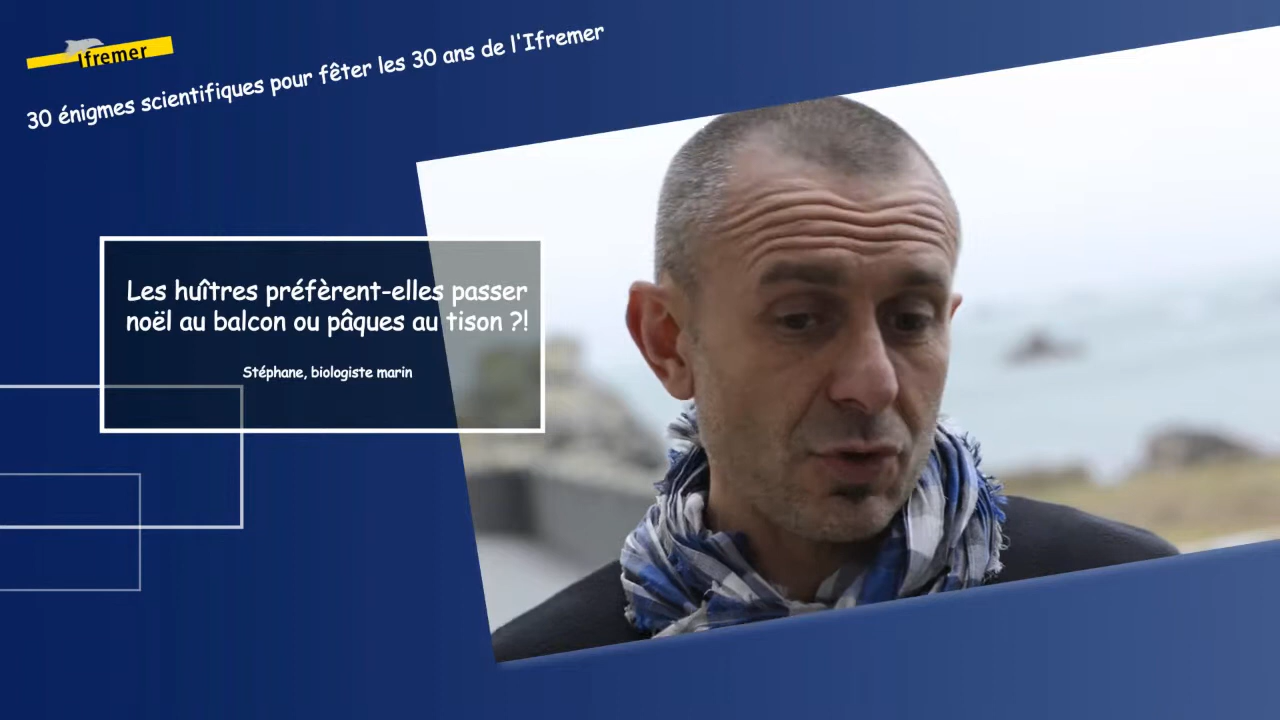 Ifremer
30 énigmes scientifiques pour fêter les 30 ans de l'Ifremer
Les huîtres préfèrent-elles passer
noël au balcon ou pâques au tison ?!
Stéphane, biologiste marin